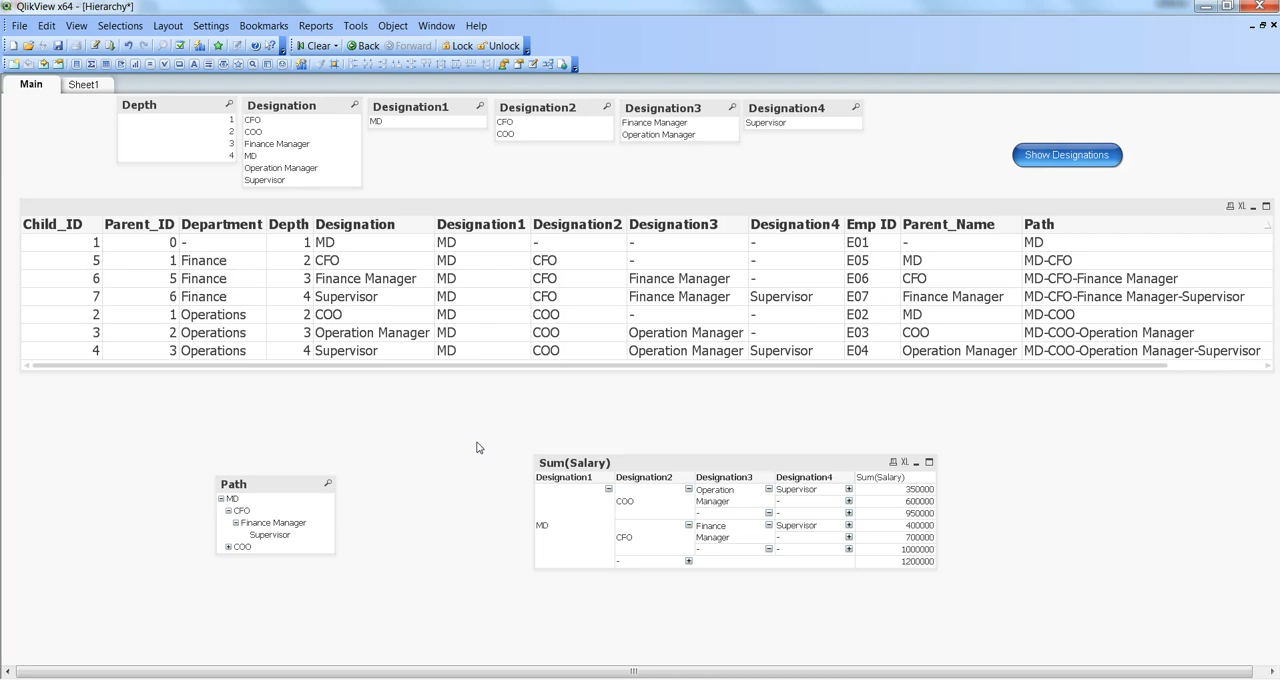 QlikView x64 - [Hierarchy*]
File Edit View Selections Layout Settings Bookmarks Reports Tools Object Window Help
Clear Back Forward Lock Unlock
Main Sheet1
Depth
1
2
3
4
Designation
CFO
COO
Finance Manager
MD
Operation Manager
Supervisor
Designation1
MD
Designation2
CFO
COO
Designation3
Finance Manager
Operation Manager
Designation4
Supervisor
Show Designations
XL
Child_ID Parent_ID Department Depth Designation Designation1 Designation2 Designation3 Designation4 Emp ID Parent_Name Path
1 0 - 1 MD MD - - - E01 - MD
5 1 Finance 2 CFO MD CFO - - E05 MD MD-CFO
6 5 Finance 3 Finance Manager MD CFO Finance Manager - E06 CFO MD-CFO-Finance Manager
7 6 Finance 4 Supervisor MD CFO Finance Manager Supervisor E07 Finance Manager MD-CFO-Finance Manager-Supervisor
2 1 Operations 2 COO MD COO - - E02 MD MD-COO
3 2 Operations 3 Operation Manager MD COO Operation Manager - E03 COO MD-COO-Operation Manager
4 3 Operations 4 Supervisor MD COO Operation Manager Supervisor E04 Operation Manager MD-COO-Operation Manager-Supervisor
Path
MD
CFO
Finance Manager
Supervisor
COO
Sum(Salary) XL
Designation1 Designation2 Designation3 Designation4 Sum(Salary)
Operation Supervisor 350000
COO Manager - 600000
- - 950000
MD Finance Supervisor 400000
CFO Manager - 700000
- - 1000000
- 1200000